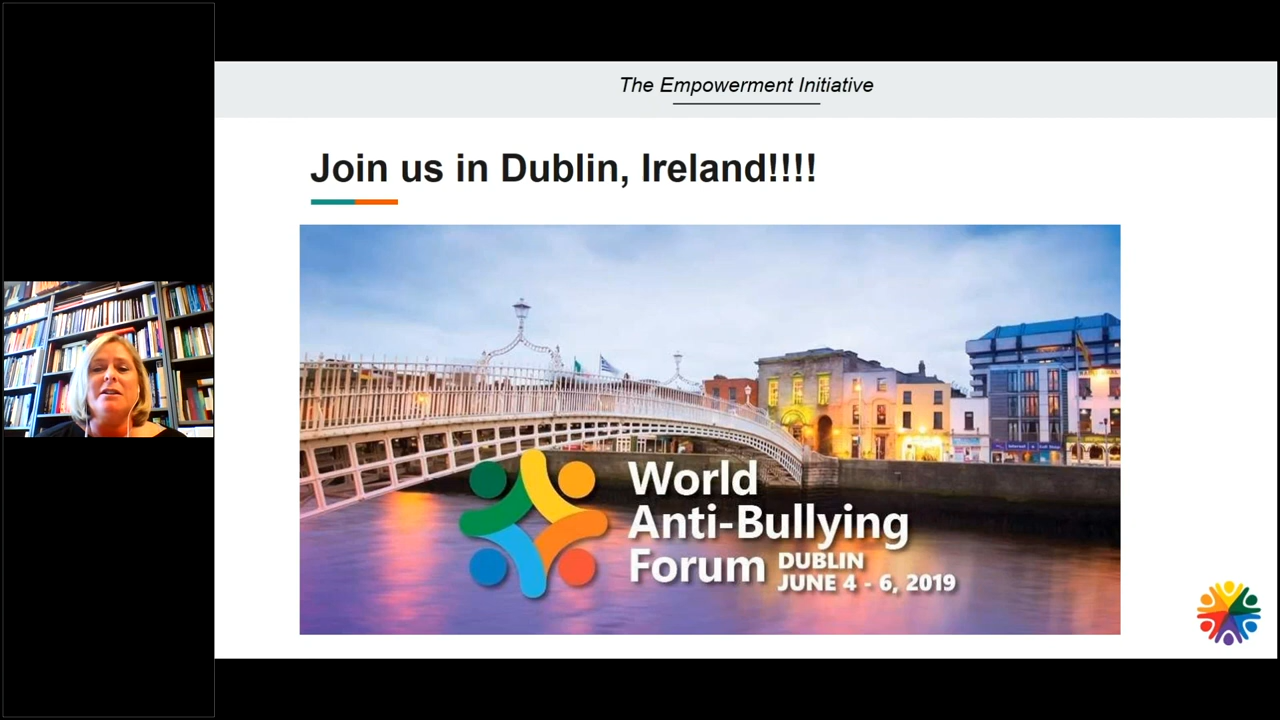 The Empowerment Initiative
Join us in Dublin, Ireland!!!!
World
Anti-Bullying
Forum
DUBLIN
JUNE 4 - 6, 2019